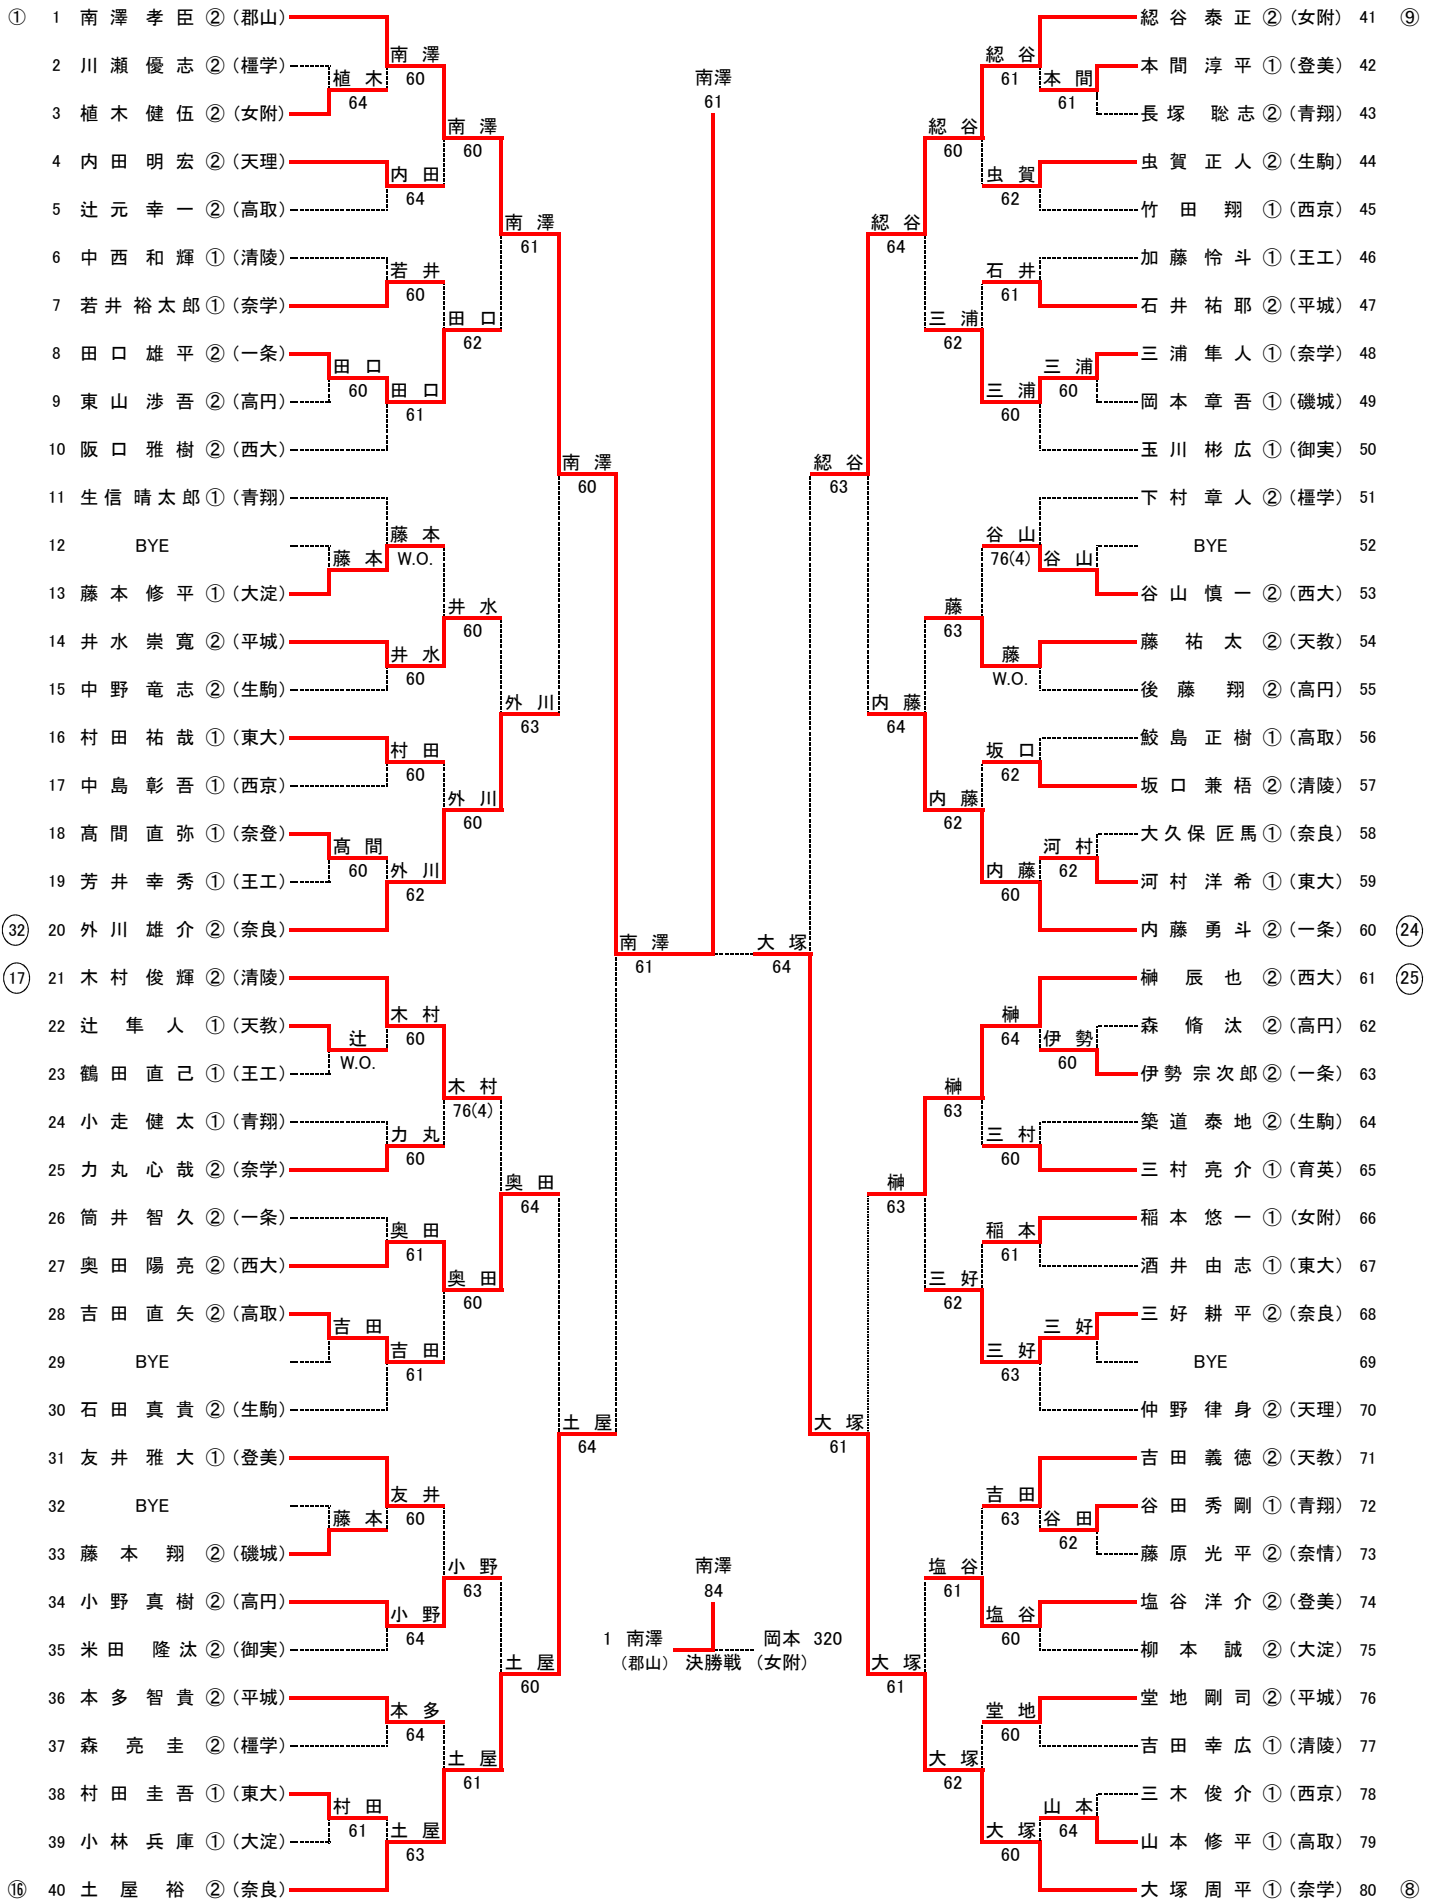 ① 1 南澤 孝臣 ② (郡山)
2 川瀬 優志 ② (橿学)
3 植木 健伍 ② (女附)
4 内田 明宏 ② (天理)
5 辻元 幸一 ② (高取)
6 中西 和輝 ① (清陵)
7 若井 裕太郎 ① (奈学)
8 田口 雄平 ② (一条)
9 東山 渉吾 ② (高円)
10 阪口 雅樹 ② (西大)
11 生信 晴太郎 ① (青翔)
12 BYE
13 藤本 修平 ① (大淀)
14 井水 崇寛 ② (平城)
15 中野 竜志 ② (生駒)
16 村田 祐哉 ① (東大)
17 中島 彰吾 ① (西京)
18 髙間 直弥 ① (奈登)
19 芳井 幸秀 ① (王工)
32 20 外川 雄介 ② (奈良)
17 21 木村 俊輝 ② (清陵)
22 辻 隼人 ① (天教)
23 鶴田 直己 ① (王工)
24 小走 健太 ① (青翔)
25 力丸 心哉 ② (奈学)
26 筒井 智久 ② (一条)
27 奥田 陽亮 ② (西大)
28 吉田 直矢 ② (高取)
29 BYE
30 石田 真貴 ② (生駒)
31 友井 雅大 ① (登美)
32 BYE
33 藤本 翔 ② (磯城)
34 小野 真樹 ② (高円)
35 米田 隆汰 ② (御実)
36 本多 智貴 ② (平城)
37 森 亮圭 ② (橿学)
38 村田 圭吾 ① (東大)
39 小林 兵庫 ① (大淀)
⑯ 40 土屋 裕 ② (奈良)
植木
64
田口
60
藤本
髙間
60
辻
W.O.
吉田
藤本
村田
61
南澤
60
内田
64
若井
60
田口
61
藤本
W.O.
井水
60
村田
60
外川
62
木村
60
力丸
60
奥田
61
吉田
61
友井
60
小野
64
本多
64
土屋
63
南澤
60
田口
62
井水
60
外川
60
木村
76(4)
奥田
60
小野
63
土屋
61
南澤
61
外川
63
奥田
64
土屋
60
南澤
60
土屋
64
南澤
61
南澤
61
大塚
64
南澤
84
1 南澤
(郡山)
決勝戦
岡本 320
(女附)
綛谷
63
大塚
61
綛谷
64
内藤
64
榊
63
大塚
61
綛谷
60
三浦
62
藤
63
内藤
62
榊
63
三好
62
塩谷
61
大塚
62
綛谷
61
虫賀
62
石井
61
三浦
60
谷山
76(4)
藤
W.O.
坂口
62
内藤
60
榊
64
三村
60
稲本
61
三好
63
吉田
63
塩谷
60
堂地
60
大塚
60
本間
61
三浦
60
谷山
河村
62
伊勢
60
三好
谷田
62
山本
64
綛谷 泰正 ② (女附) 41 ⑨
本間 淳平 ① (登美) 42
長塚 聡志 ② (青翔) 43
虫賀 正人 ② (生駒) 44
竹田 翔 ① (西京) 45
加藤 怜斗 ① (王工) 46
石井 祐耶 ② (平城) 47
三浦 隼人 ① (奈学) 48
岡本 章吾 ① (磯城) 49
玉川 彬広 ① (御実) 50
下村 章人 ② (橿学) 51
BYE 52
谷山 慎一 ② (西大) 53
藤 祐太 ② (天教) 54
後藤 翔 ② (高円) 55
鮫島 正樹 ① (高取) 56
坂口 兼梧 ② (清陵) 57
大久保 匠馬 ① (奈良) 58
河村 洋希 ① (東大) 59
内藤 勇斗 ② (一条) 60 24
榊 辰也 ② (西大) 61 25
森 脩汰 ② (高円) 62
伊勢 宗次郎 ② (一条) 63
築道 泰地 ② (生駒) 64
三村 亮介 ① (育英) 65
稲本 悠一 ① (女附) 66
酒井 由志 ① (東大) 67
三好 耕平 ② (奈良) 68
BYE 69
仲野 律身 ② (天理) 70
吉田 義徳 ② (天教) 71
谷田 秀剛 ① (青翔) 72
藤原 光平 ② (奈情) 73
塩谷 洋介 ② (登美) 74
柳本 誠 ② (大淀) 75
堂地 剛司 ② (平城) 76
吉田 幸広 ① (清陵) 77
三木 俊介 ① (西京) 78
山本 修平 ① (高取) 79
大塚 周平 ① (奈学) 80 ⑧